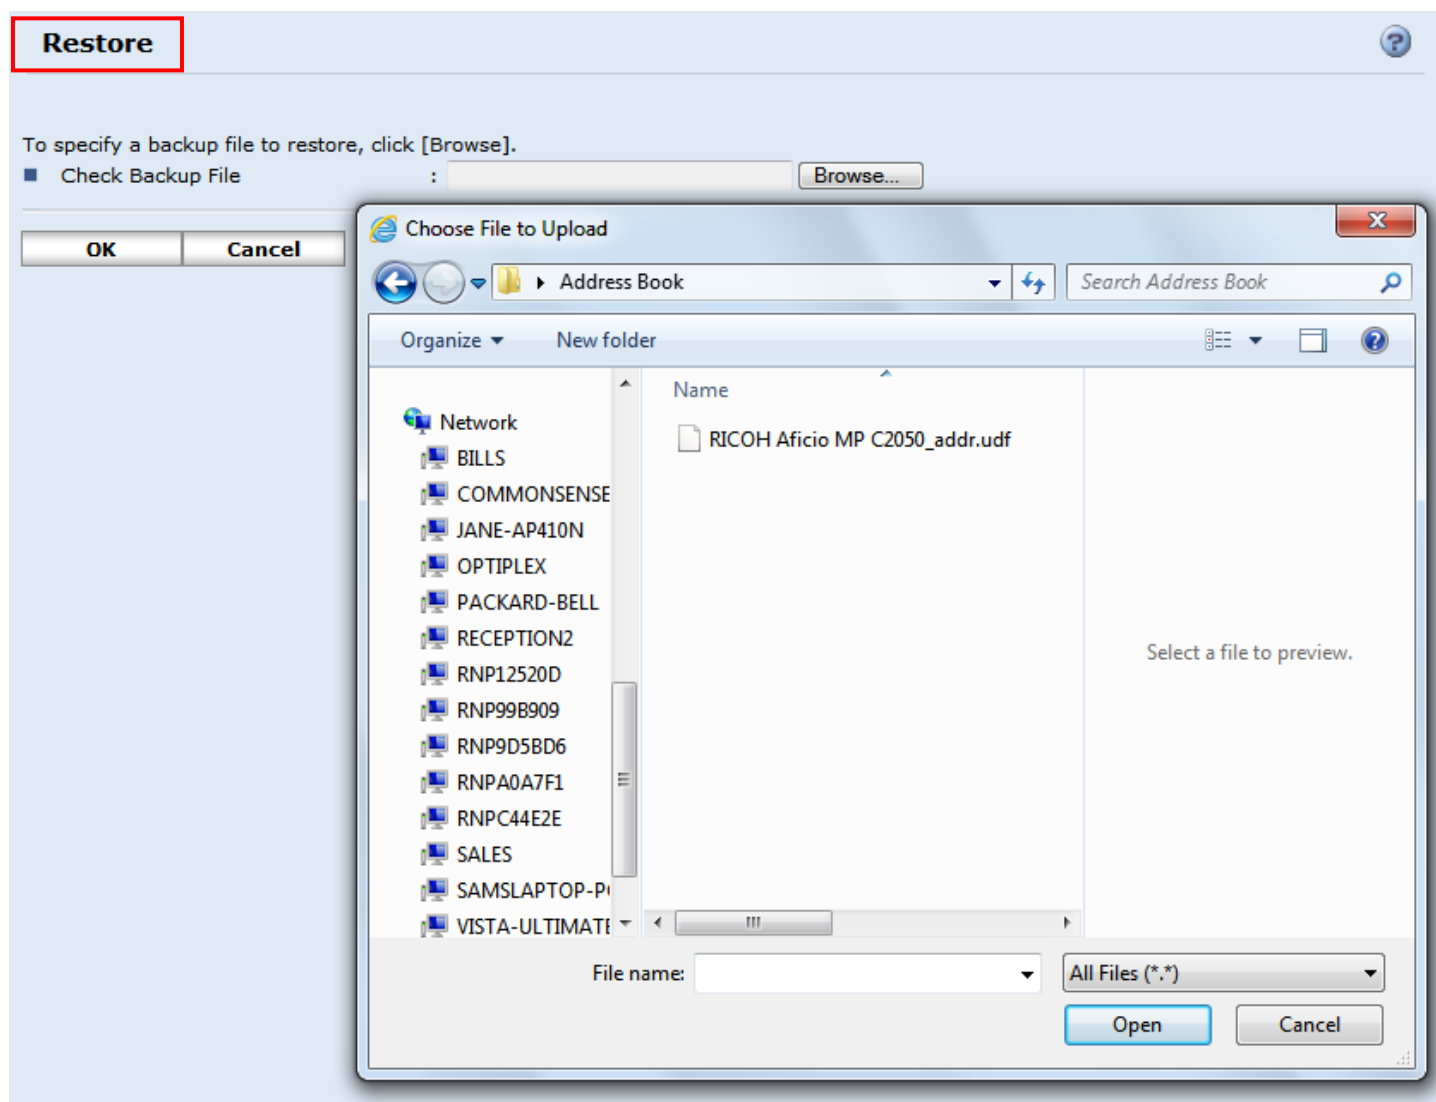 Restore
To specify a backup file to restore, click [Browse].
Check Backup File : Browse...
OK Cancel
Choose File to Upload
Address Book Search Address Book
Organize New folder
Name
RICOH Aficio MP C2050_addr.udf
Network
BILLS
COMMONSENSE
JANE-AP410N
OPTIPLEX
PACKARD-BELL
RECEPTION2
RNP12520D
RNP99B909
RNP9D5BD6
RNPA0A7F1
RNPC44E2E
SALES
SAMSLAPTOP-P
VISTA-ULTIMATE
Select a file to preview.
File name: All Files (*.*)
Open Cancel